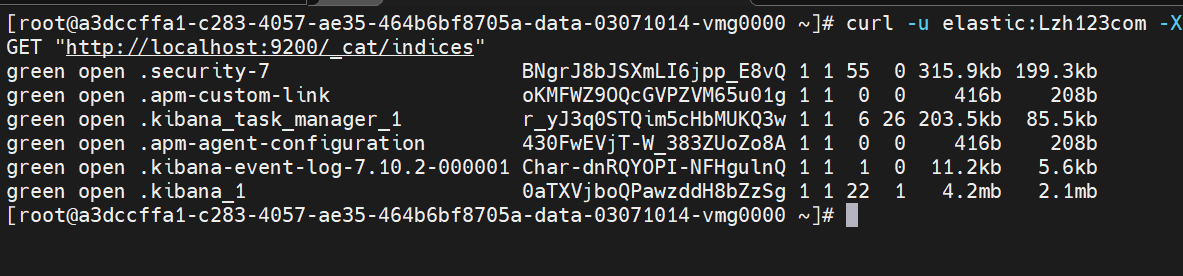 [root@a3dccffa1-c283-4057-ae35-464b6bf8705a-data-03071014-vmg0000 ~]# curl -u elastic:Lzh123com -X
GET "http://localhost:9200/_cat/indices"
green open .security-7                     BNgrJ8bJSXmLI6jpp_E8vQ 1 1 55  0 315.9kb 199.3kb
green open .apm-custom-link                oKMFWZ9OQcGVPZVM65u01g 1 1  0  0    416b    208b
green open .kibana_task_manager_1          r_yJ3q0STQim5cHbMUKQ3w 1 1  6 26 203.5kb  85.5kb
green open .apm-agent-configuration        430FwEVjT-W_383ZUoZo8A 1 1  0  0    416b    208b
green open .kibana-event-log-7.10.2-000001 Char-dnRQYOPI-NFHgulnQ 1 1  1  0  11.2kb   5.6kb
green open .kibana_1                       0aTXVjboQPawzddH8bZzSg 1 1 22  1   4.2mb   2.1mb
[root@a3dccffa1-c283-4057-ae35-464b6bf8705a-data-03071014-vmg0000 ~]#